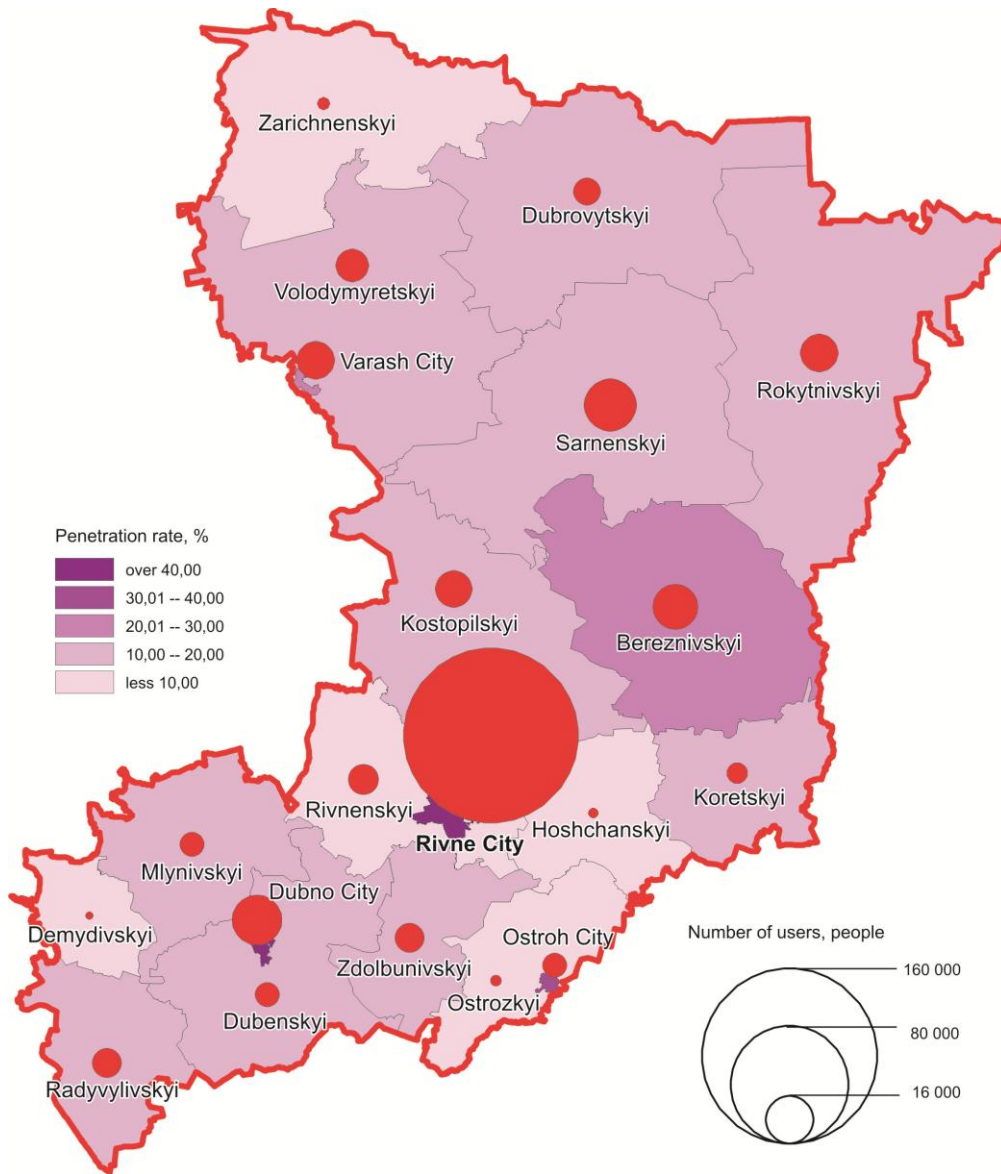 Zarichnenskyi
Dubrovytskyi
Volodymyretskyi
Varash City
Rokytnivskyi
Sarnenskyi
Penetration rate, %
over 40,00
30,01 -- 40,00
20,01 -- 30,00
10,00 -- 20,00
less 10,00
Kostopilskyi
Bereznivskyi
Rivnenskyi
Rivne City
Hoshchanskyi
Koretskyi
Mlynivskyi
Dubno City
Demydivskyi
Zdolbunivskyi
Ostroh City
Ostrozkyi
Dubenskyi
Radyvylivskyi
Number of users, people
160 000
80 000
16 000